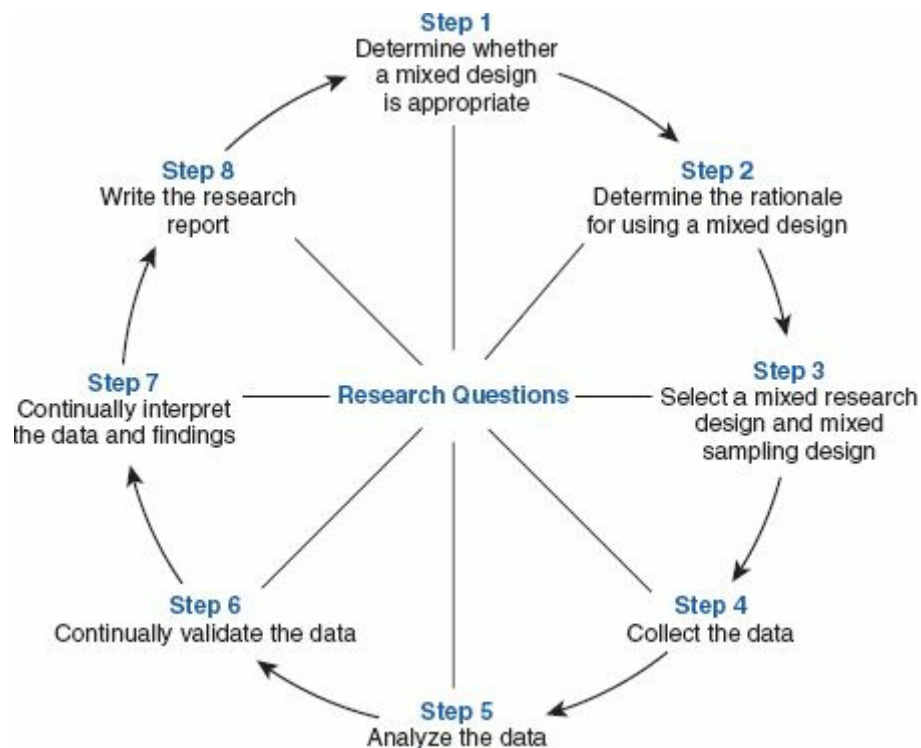 Step 1
Determine whether
a mixed design
is appropriate
Step 2
Determine the rationale
for using a mixed design
Step 3
Select a mixed research
design and mixed
sampling design
Step 4
Collect the data
Step 5
Analyze the data
Step 6
Continually validate the data
Step 7
Continually interpret
the data and findings
Step 8
Write the research
report
Research Questions